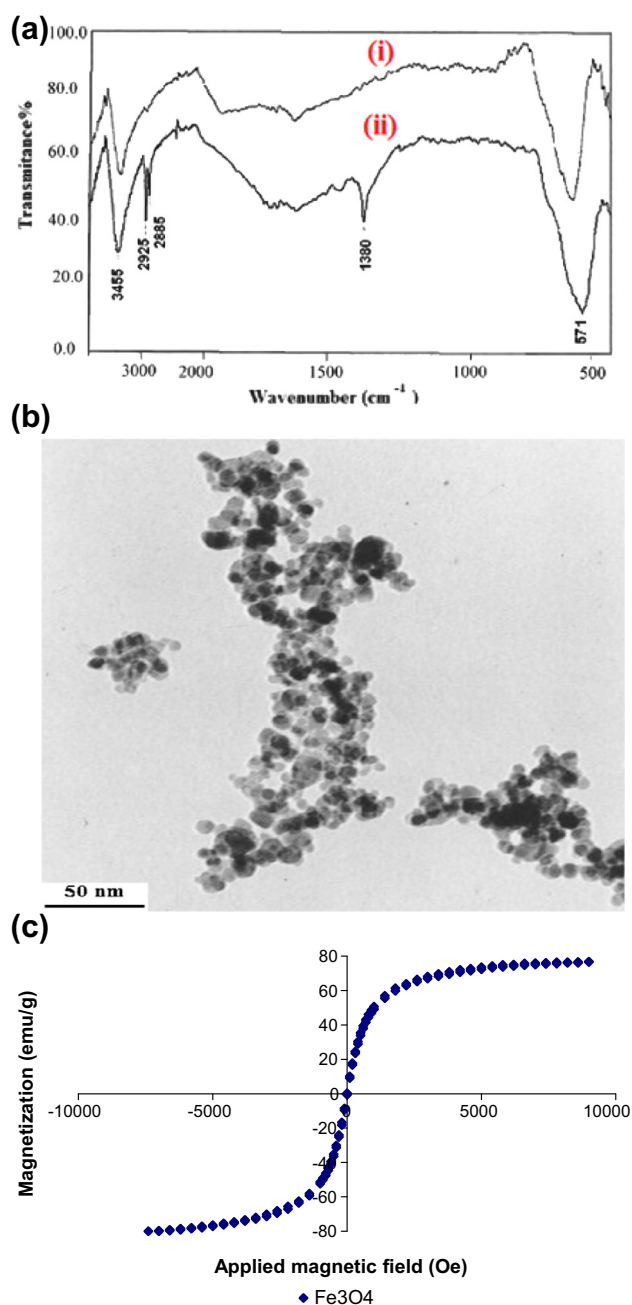 (a)
100.0
80.0
60.0
40.0
20.0
0.0
Transmitance%
(i)
(ii)
3455
2925
2885
1380
571
3000
2000
1500
1000
500
Wavenumber (cm⁻¹)
(b)
50 nm
(c)
80
60
40
20
0
-20
-40
-60
-80
-10000
-5000
0
5000
10000
Magnetization (emu/g)
Applied magnetic field (Oe)
Fe3O4